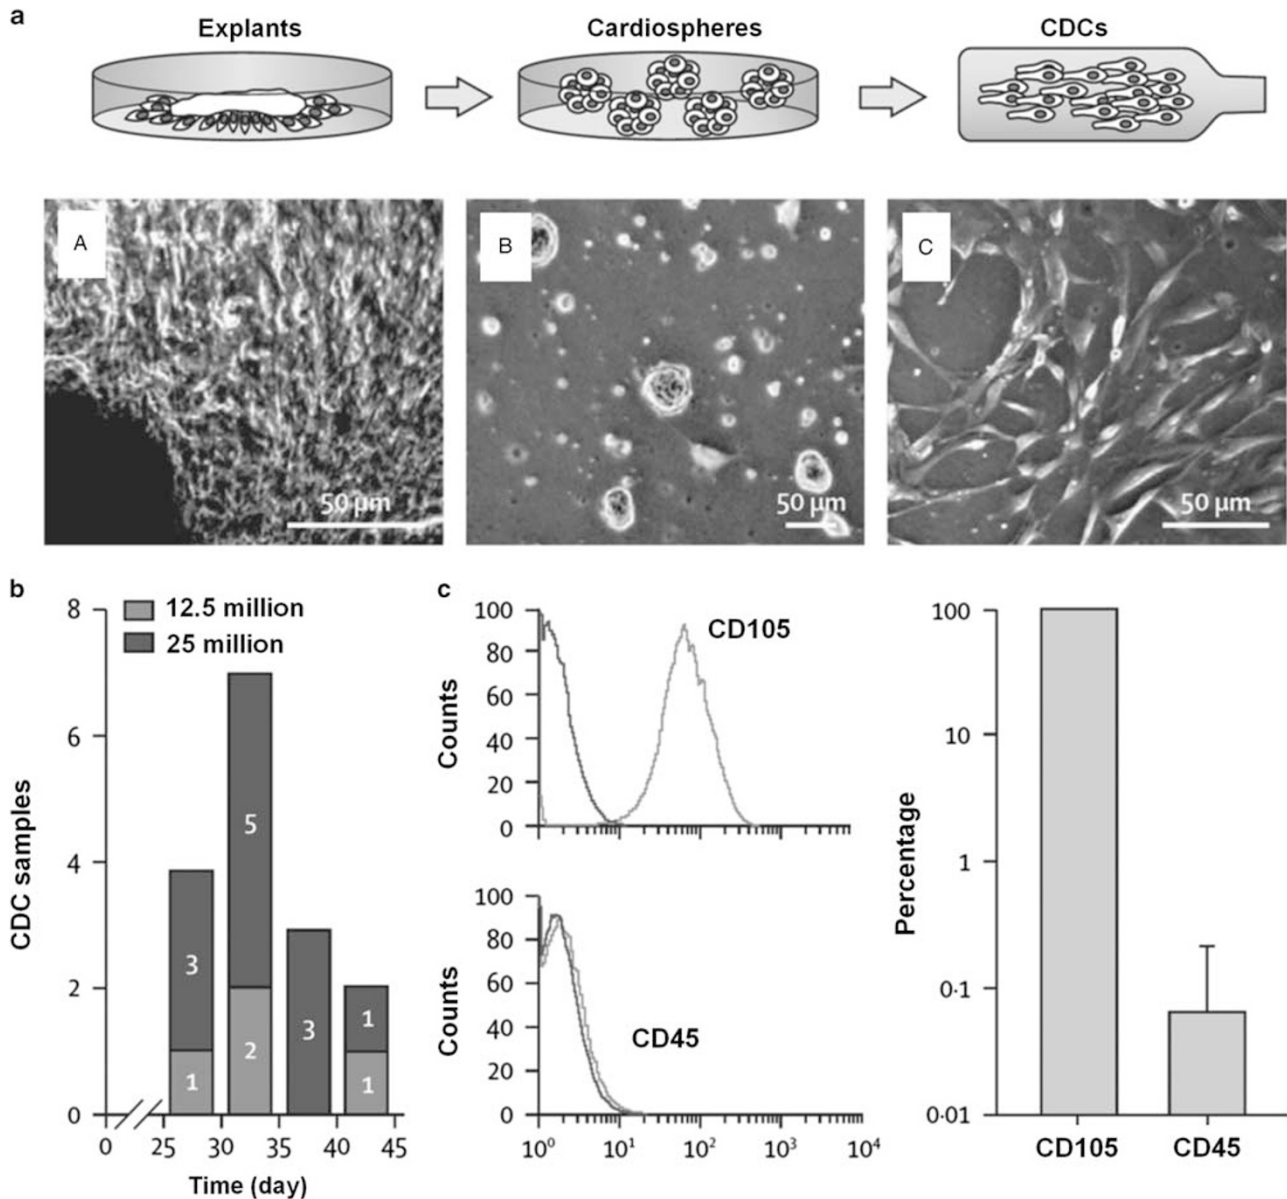 a
Explants
Cardiospheres
CDCs
A
B
C
50 µm
50 µm
50 µm
b
12.5 million
25 million
8
6
4
2
0
CDC samples
3
1
5
2
3
1
1
0
25
30
35
40
45
Time (day)
c
100
80
60
40
20
0
Counts
CD105
100
80
60
40
20
0
Counts
CD45
10⁰
10¹
10²
10³
10⁴
100
10
1
0·1
0·01
Percentage
CD105
CD45